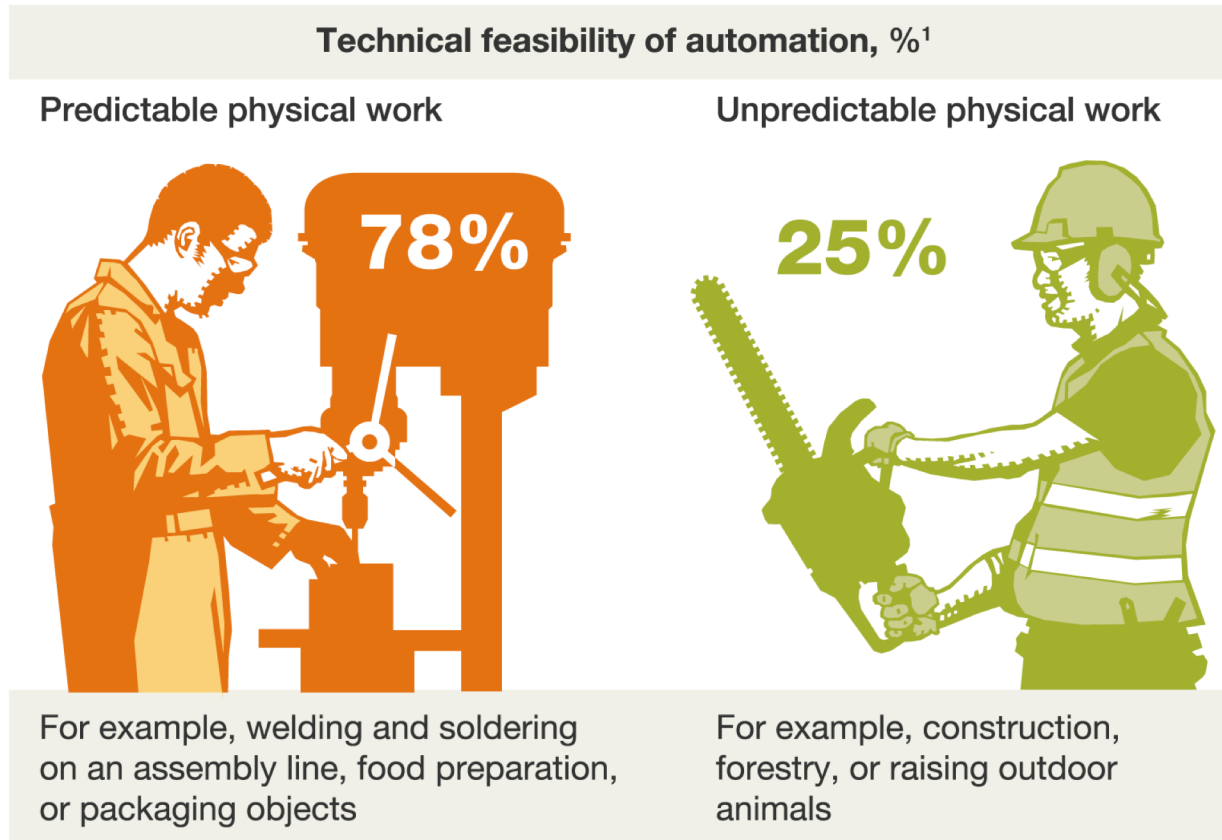 Technical feasibility of automation, %¹
Predictable physical work
Unpredictable physical work
78%
25%
For example, welding and soldering
on an assembly line, food preparation,
or packaging objects
For example, construction,
forestry, or raising outdoor
animals